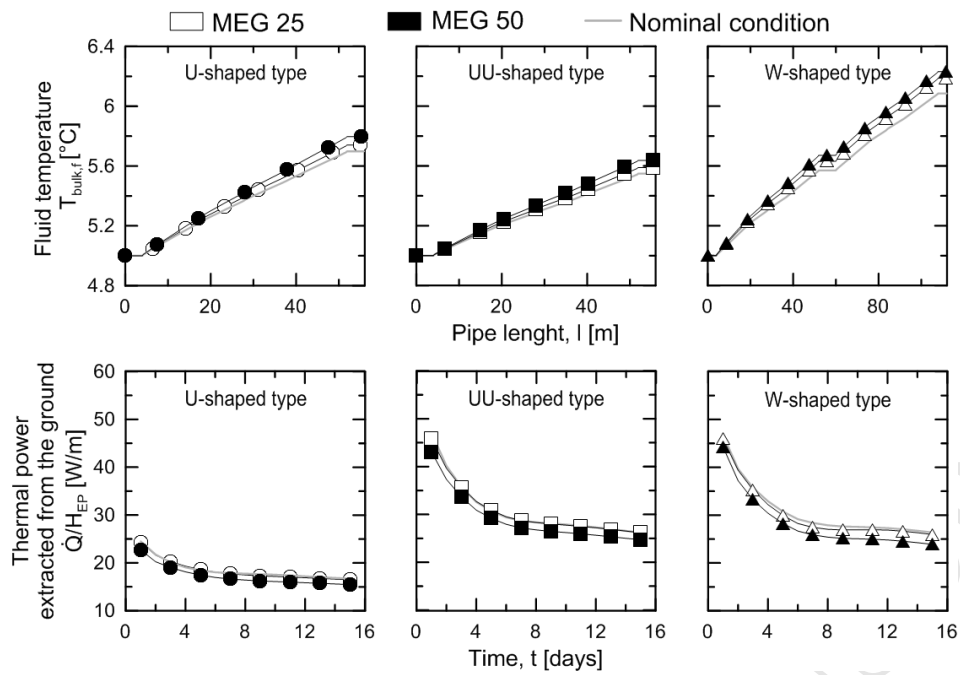 MEG 25 MEG 50 Nominal condition
6.4
6
5.6
5.2
4.8
Fluid temperature
T bulk,f [°C]
U-shaped type UU-shaped type W-shaped type
0 20 40 0 20 40 0 40 80
Pipe lenght, l [m]
60
50
40
30
20
10
Thermal power
extracted from the ground
Q̇/H EP [W/m]
U-shaped type UU-shaped type W-shaped type
0 4 8 12 16 0 4 8 12 16 0 4 8 12 16
Time, t [days]